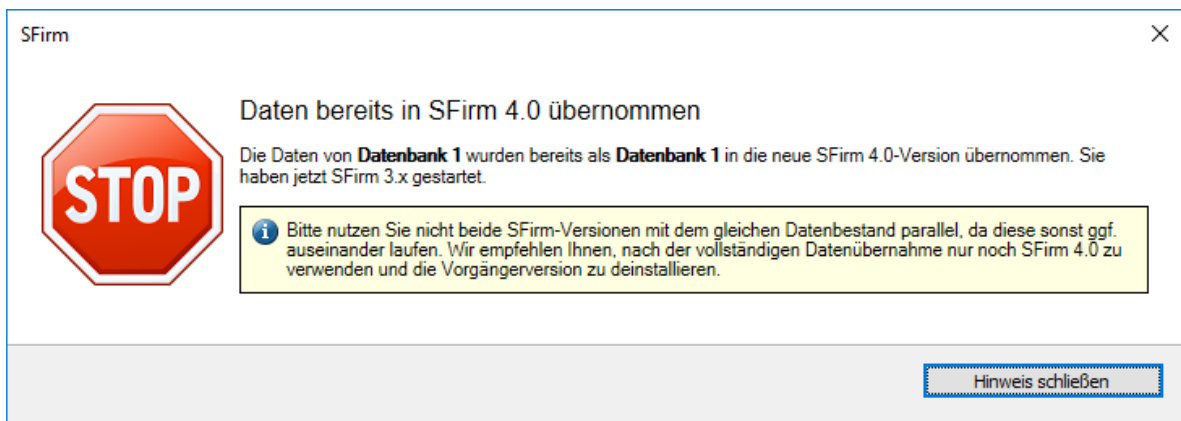 SFirm
Daten bereits in SFirm 4.0 übernommen
Die Daten von Datenbank 1 wurden bereits als Datenbank 1 in die neue SFirm 4.0-Version übernommen. Sie
haben jetzt SFirm 3.x gestartet.
STOP
Bitte nutzen Sie nicht beide SFirm-Versionen mit dem gleichen Datenbestand parallel, da diese sonst ggf.
auseinander laufen. Wir empfehlen Ihnen, nach der vollständigen Datenübernahme nur noch SFirm 4.0 zu
verwenden und die Vorgängerversion zu deinstallieren.
Hinweis schließen